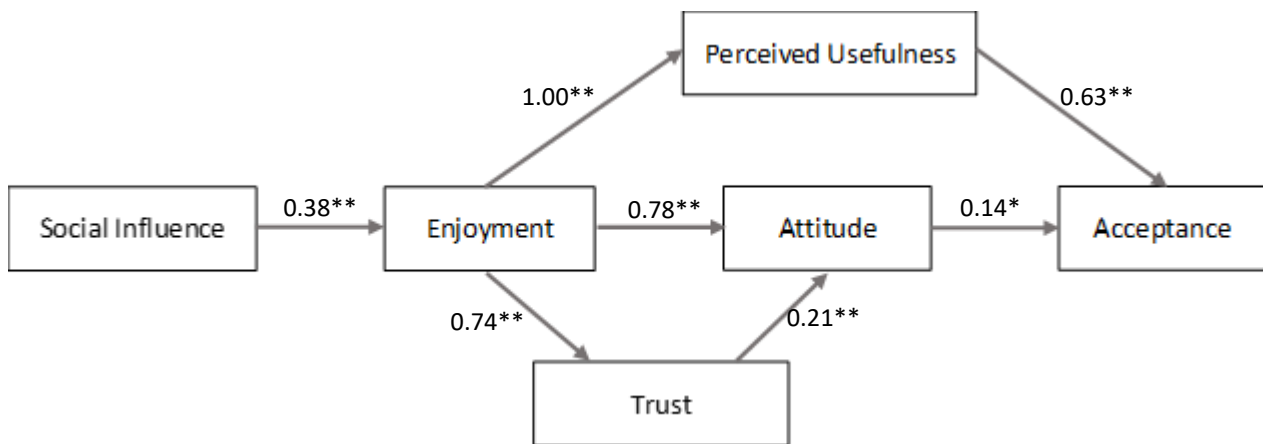 Perceived Usefulness
1.00**
0.63**
Social Influence
0.38**
Enjoyment
0.78**
Attitude
0.14*
Acceptance
0.74**
0.21**
Trust